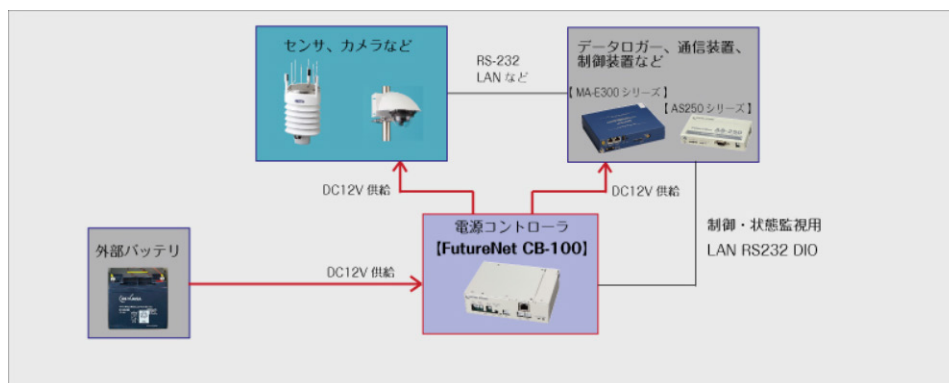 センサ、カメラなど
RS-232
LAN など
データロガー、通信装置、
制御装置など
【 MA-E300 シリーズ 】
【 AS250 シリーズ 】
DC12V 供給
DC12V 供給
電源コントローラ
【FutureNet CB-100】
制御・状態監視用
LAN RS232 DIO
外部バッテリ
DC12V 供給